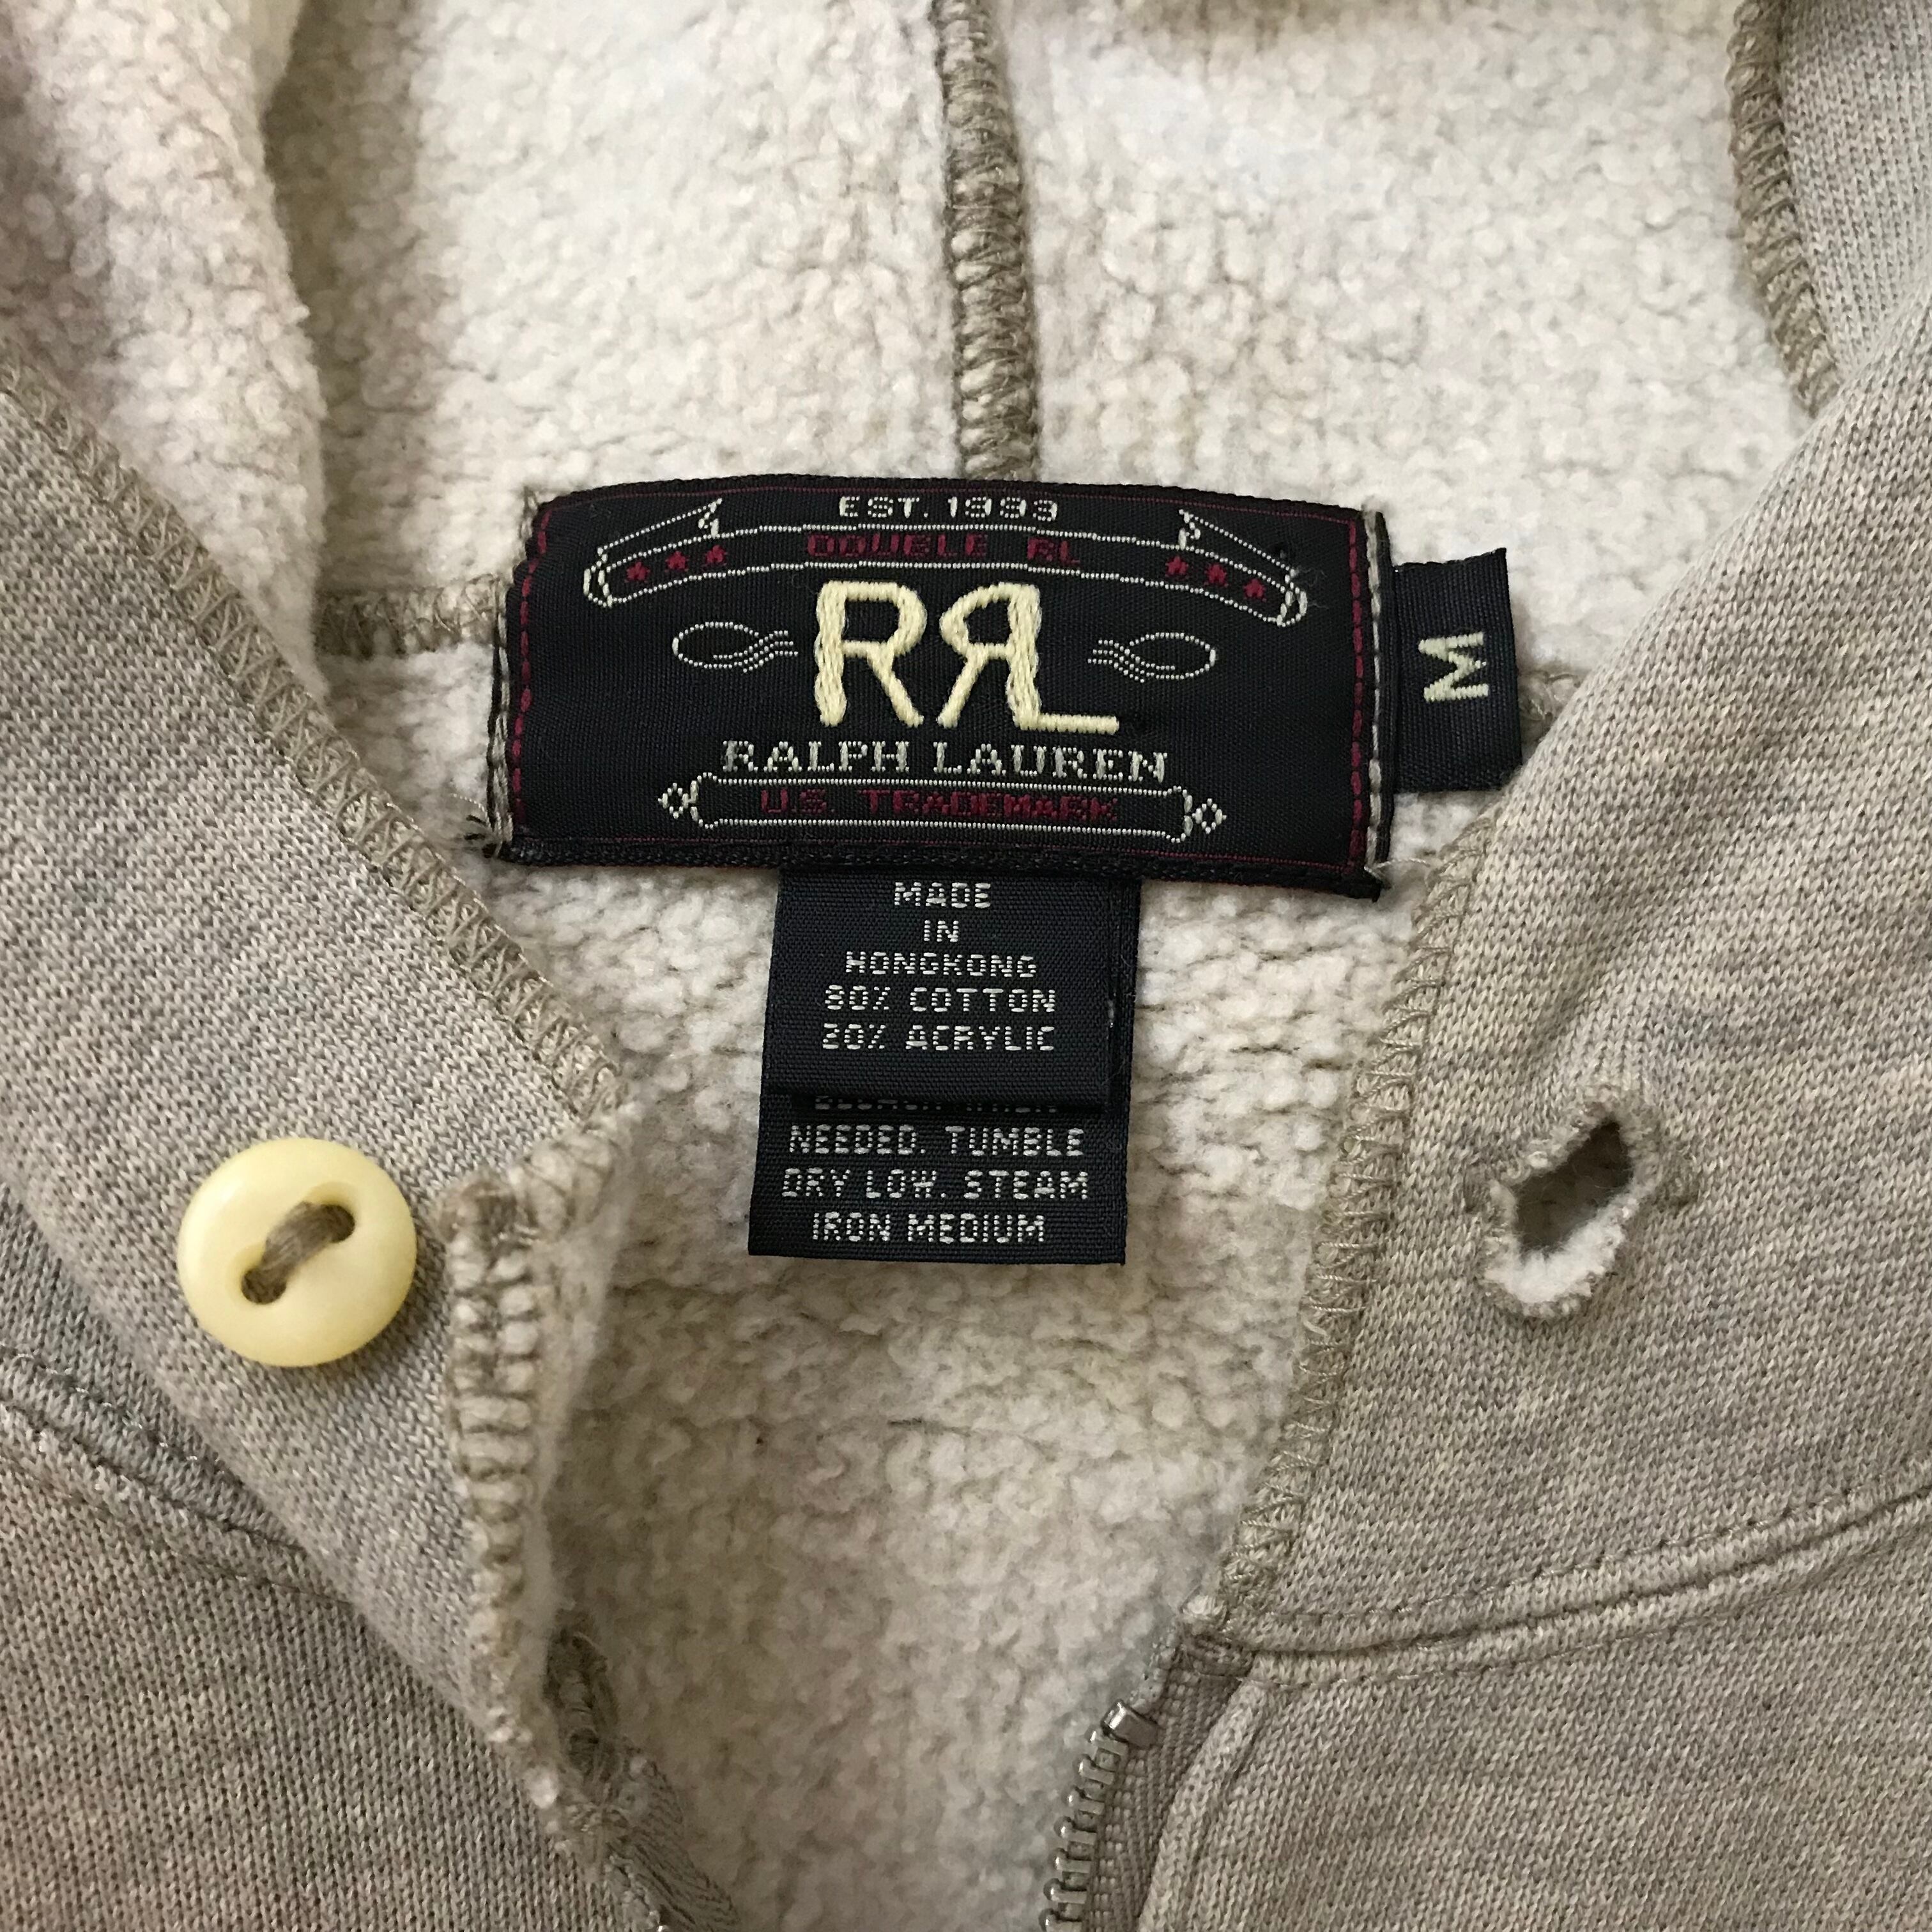 EST. 1993
DOUBLE RL
RRL
M
RALPH LAUREN
U.S. TRADEMARK
MADE
IN
HONGKONG
80% COTTON
20% ACRYLIC
NEEDED. TUMBLE
DRY LOW. STEAM
IRON MEDIUM